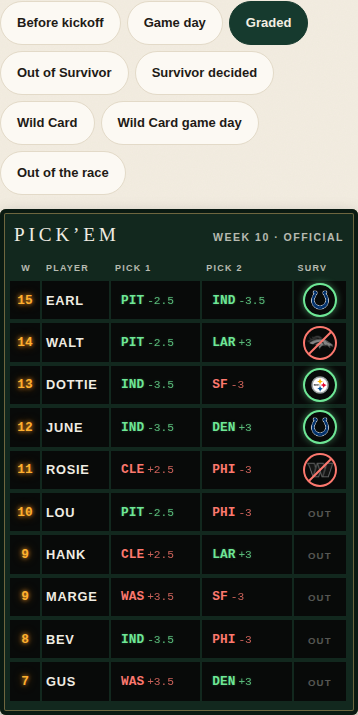 Before kickoff Game day Graded
Out of Survivor Survivor decided
Wild Card Wild Card game day
Out of the race
PICK’EM WEEK 10 · OFFICIAL
W PLAYER PICK 1 PICK 2 SURV
15 EARL PIT -2.5 IND -3.5
14 WALT PIT -2.5 LAR +3
13 DOTTIE IND -3.5 SF -3
12 JUNE IND -3.5 DEN +3
11 ROSIE CLE +2.5 PHI -3
10 LOU PIT -2.5 PHI -3 OUT
9 HANK CLE +2.5 LAR +3 OUT
9 MARGE WAS +3.5 SF -3 OUT
8 BEV IND -3.5 PHI -3 OUT
7 GUS WAS +3.5 DEN +3 OUT